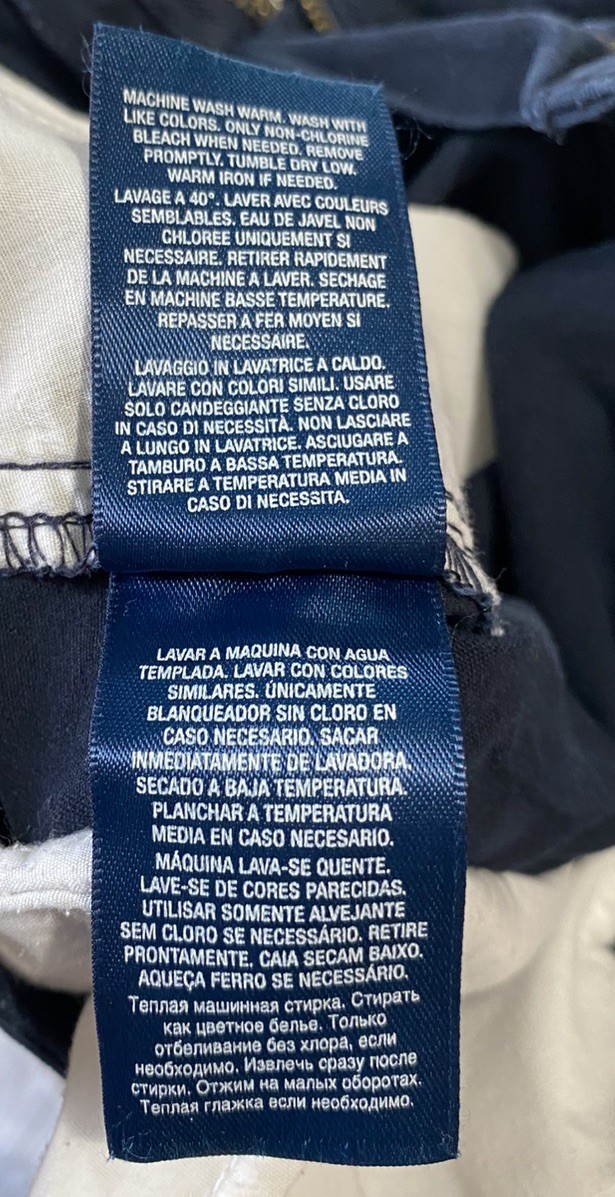 MACHINE WASH WARM. WASH WITH
LIKE COLORS. ONLY NON-CHLORINE
BLEACH WHEN NEEDED. REMOVE
PROMPTLY. TUMBLE DRY LOW.
WARM IRON IF NEEDED.
LAVAGE A 40°. LAVER AVEC COULEURS
SEMBLABLES. EAU DE JAVEL NON
CHLOREE UNIQUEMENT SI
NECESSAIRE. RETIRER RAPIDEMENT
DE LA MACHINE A LAVER. SECHAGE
EN MACHINE BASSE TEMPERATURE.
REPASSER A FER MOYEN SI
NECESSAIRE.
LAVAGGIO IN LAVATRICE A CALDO.
LAVARE CON COLORI SIMILI. USARE
SOLO CANDEGGIANTE SENZA CLORO
IN CASO DI NECESSITÀ. NON LASCIARE
A LUNGO IN LAVATRICE. ASCIUGARE A
TAMBURO A BASSA TEMPERATURA.
STIRARE A TEMPERATURA MEDIA IN
CASO DI NECESSITA.
LAVAR A MAQUINA CON AGUA
TEMPLADA. LAVAR CON COLORES
SIMILARES. ÚNICAMENTE
BLANQUEADOR SIN CLORO EN
CASO NECESARIO. SACAR
INMEDIATAMENTE DE LAVADORA.
SECADO A BAJA TEMPERATURA.
PLANCHAR A TEMPERATURA
MEDIA EN CASO NECESARIO.
MÁQUINA LAVA-SE QUENTE.
LAVE-SE DE CORES PARECIDAS.
UTILISAR SOMENTE ALVEJANTE
SEM CLORO SE NECESSÁRIO. RETIRE
PRONTAMENTE. CAIA SECAM BAIXO.
AQUEÇA FERRO SE NECESSÁRIO.
Теплая машинная стирка. Стирать
как цветное белье. Только
отбеливание без хлора, если
необходимо. Извлечь сразу после
стирки. Отжим на малых оборотах.
Теплая глажка если необходимо.